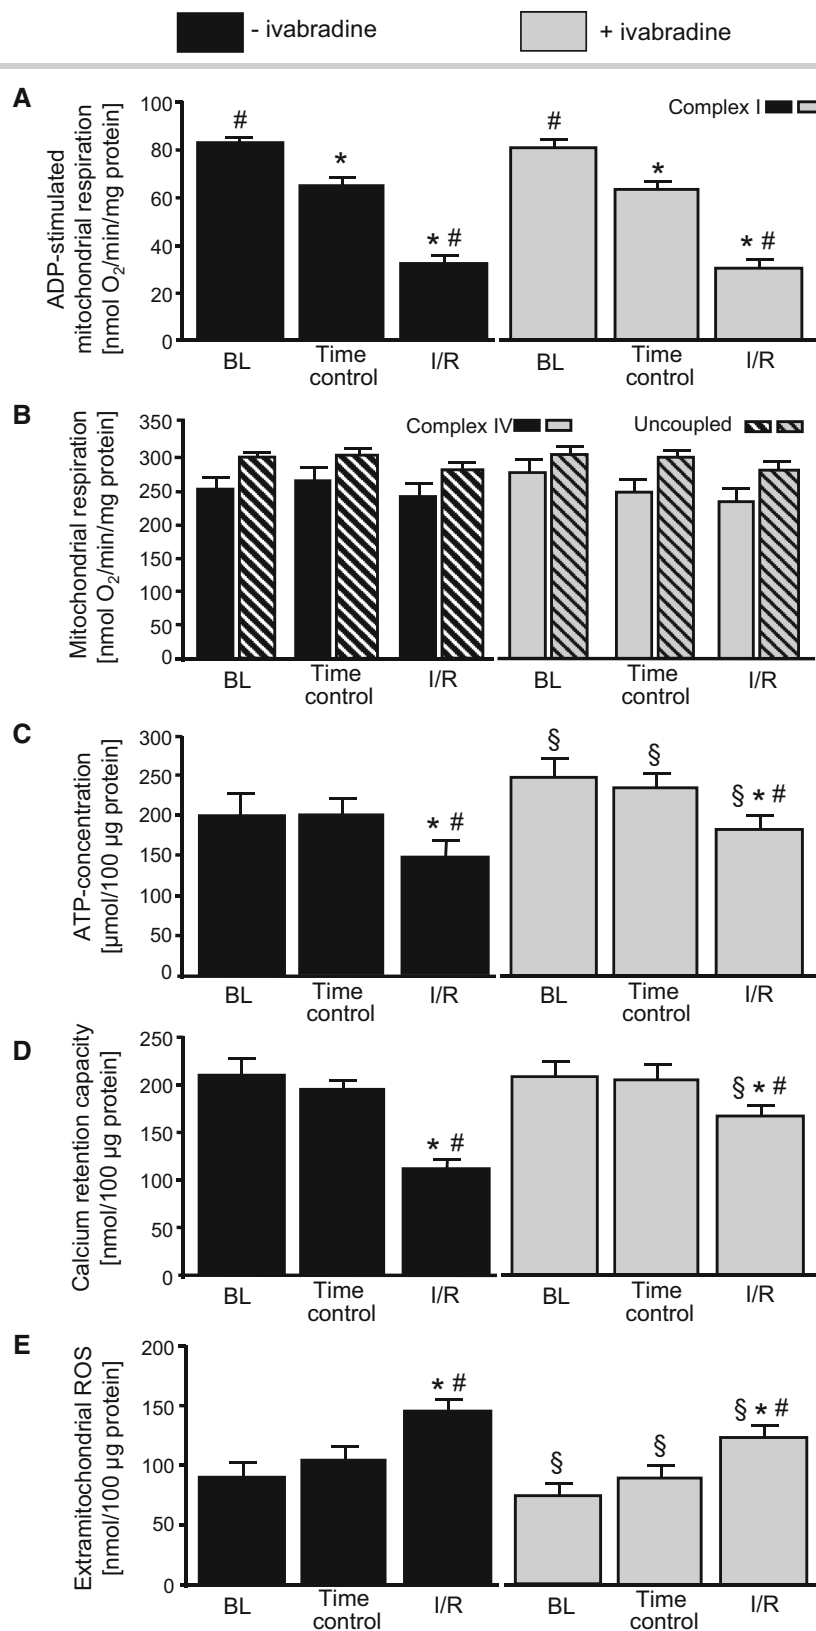 - ivabradine
+ ivabradine
A
ADP-stimulated
mitochondrial respiration
[nmol O2/min/mg protein]
100
80
60
40
20
0
Complex I
#
*
* #
#
*
* #
BL
Time
control
I/R
BL
Time
control
I/R
B
Mitochondrial respiration
[nmol O2/min/mg protein]
350
300
250
200
150
100
50
0
Complex IV
Uncoupled
BL
Time
control
I/R
BL
Time
control
I/R
C
ATP-concentration
[µmol/100 µg protein]
300
250
200
150
100
50
0
* #
§
§
§ * #
BL
Time
control
I/R
BL
Time
control
I/R
D
Calcium retention capacity
[nmol/100 µg protein]
250
200
150
100
50
0
* #
§ * #
BL
Time
control
I/R
BL
Time
control
I/R
E
Extramitochondrial ROS
[nmol/100 µg protein]
200
150
100
50
0
* #
§
§
§ * #
BL
Time
control
I/R
BL
Time
control
I/R